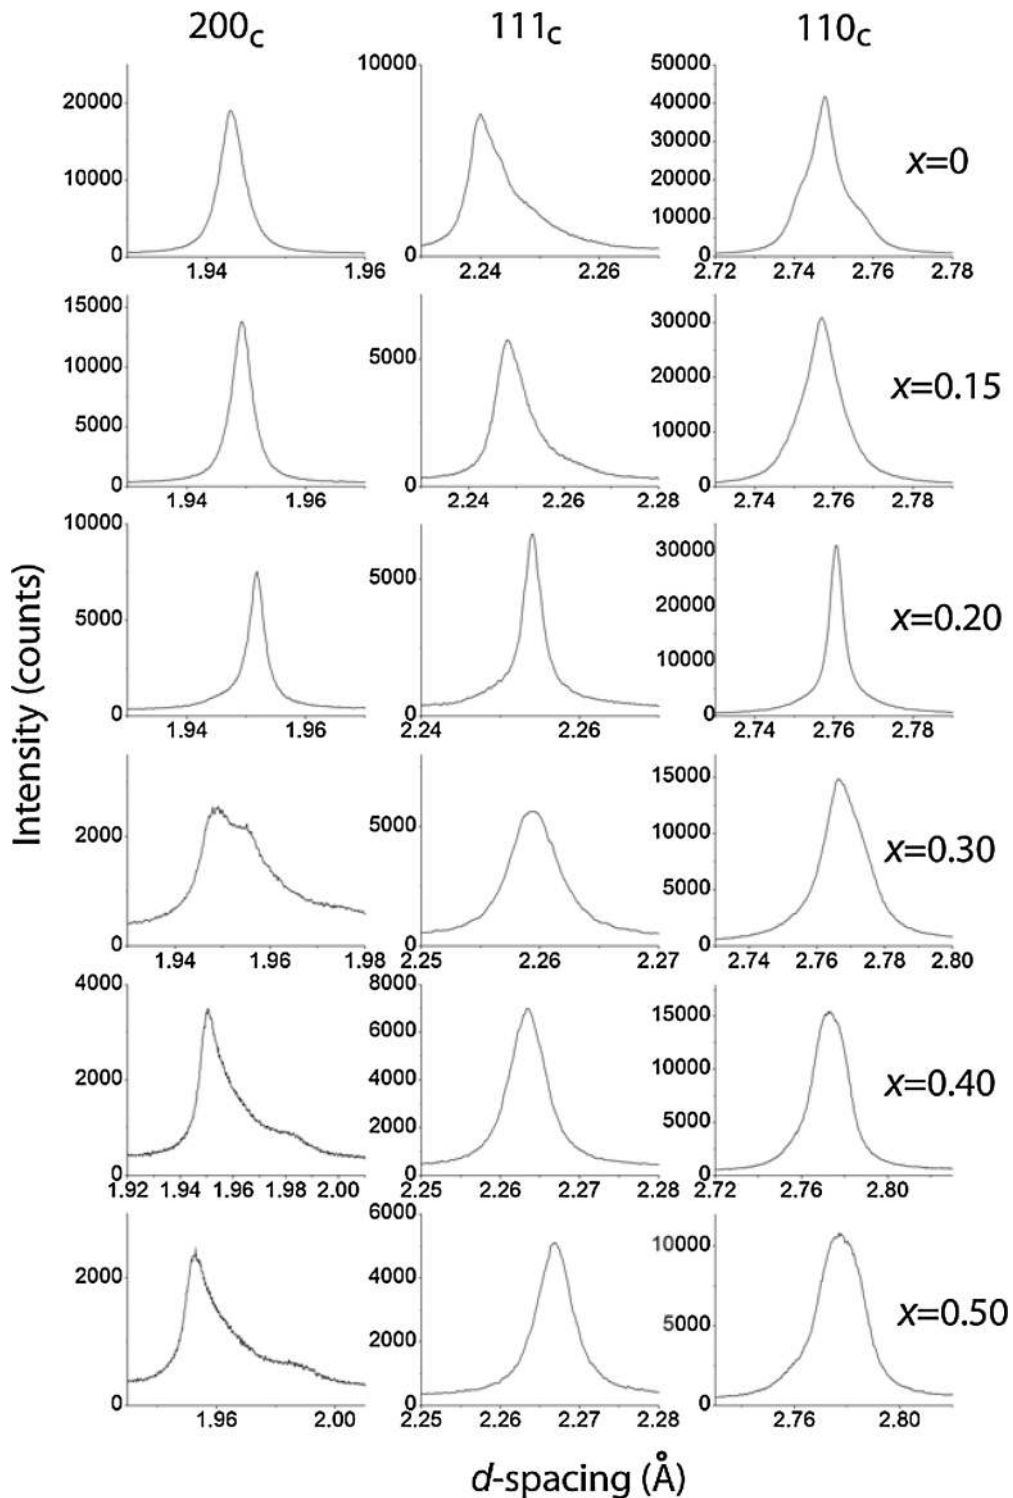 200c 111c 110c
20000 10000 0 1.94 1.96
10000 0 2.24 2.26
50000 40000 30000 20000 10000 0 2.72 2.74 2.76 2.78
x=0
15000 10000 5000 0 1.94 1.96
5000 0 2.24 2.26 2.28
30000 20000 10000 0 2.74 2.76 2.78
x=0.15
10000 5000 0 1.94 1.96
5000 0 2.24 2.26
30000 20000 10000 0 2.74 2.76 2.78
x=0.20
2000 0 1.94 1.96 1.98
5000 0 2.25 2.26 2.27
15000 10000 5000 0 2.74 2.76 2.78 2.80
x=0.30
4000 2000 0 1.92 1.94 1.96 1.98 2.00
8000 6000 4000 2000 0 2.25 2.26 2.27 2.28
15000 10000 5000 0 2.72 2.76 2.80
x=0.40
2000 0 1.96 2.00
6000 4000 2000 0 2.25 2.26 2.27 2.28
10000 5000 0 2.76 2.80
x=0.50
Intensity (counts)
d-spacing (Å)